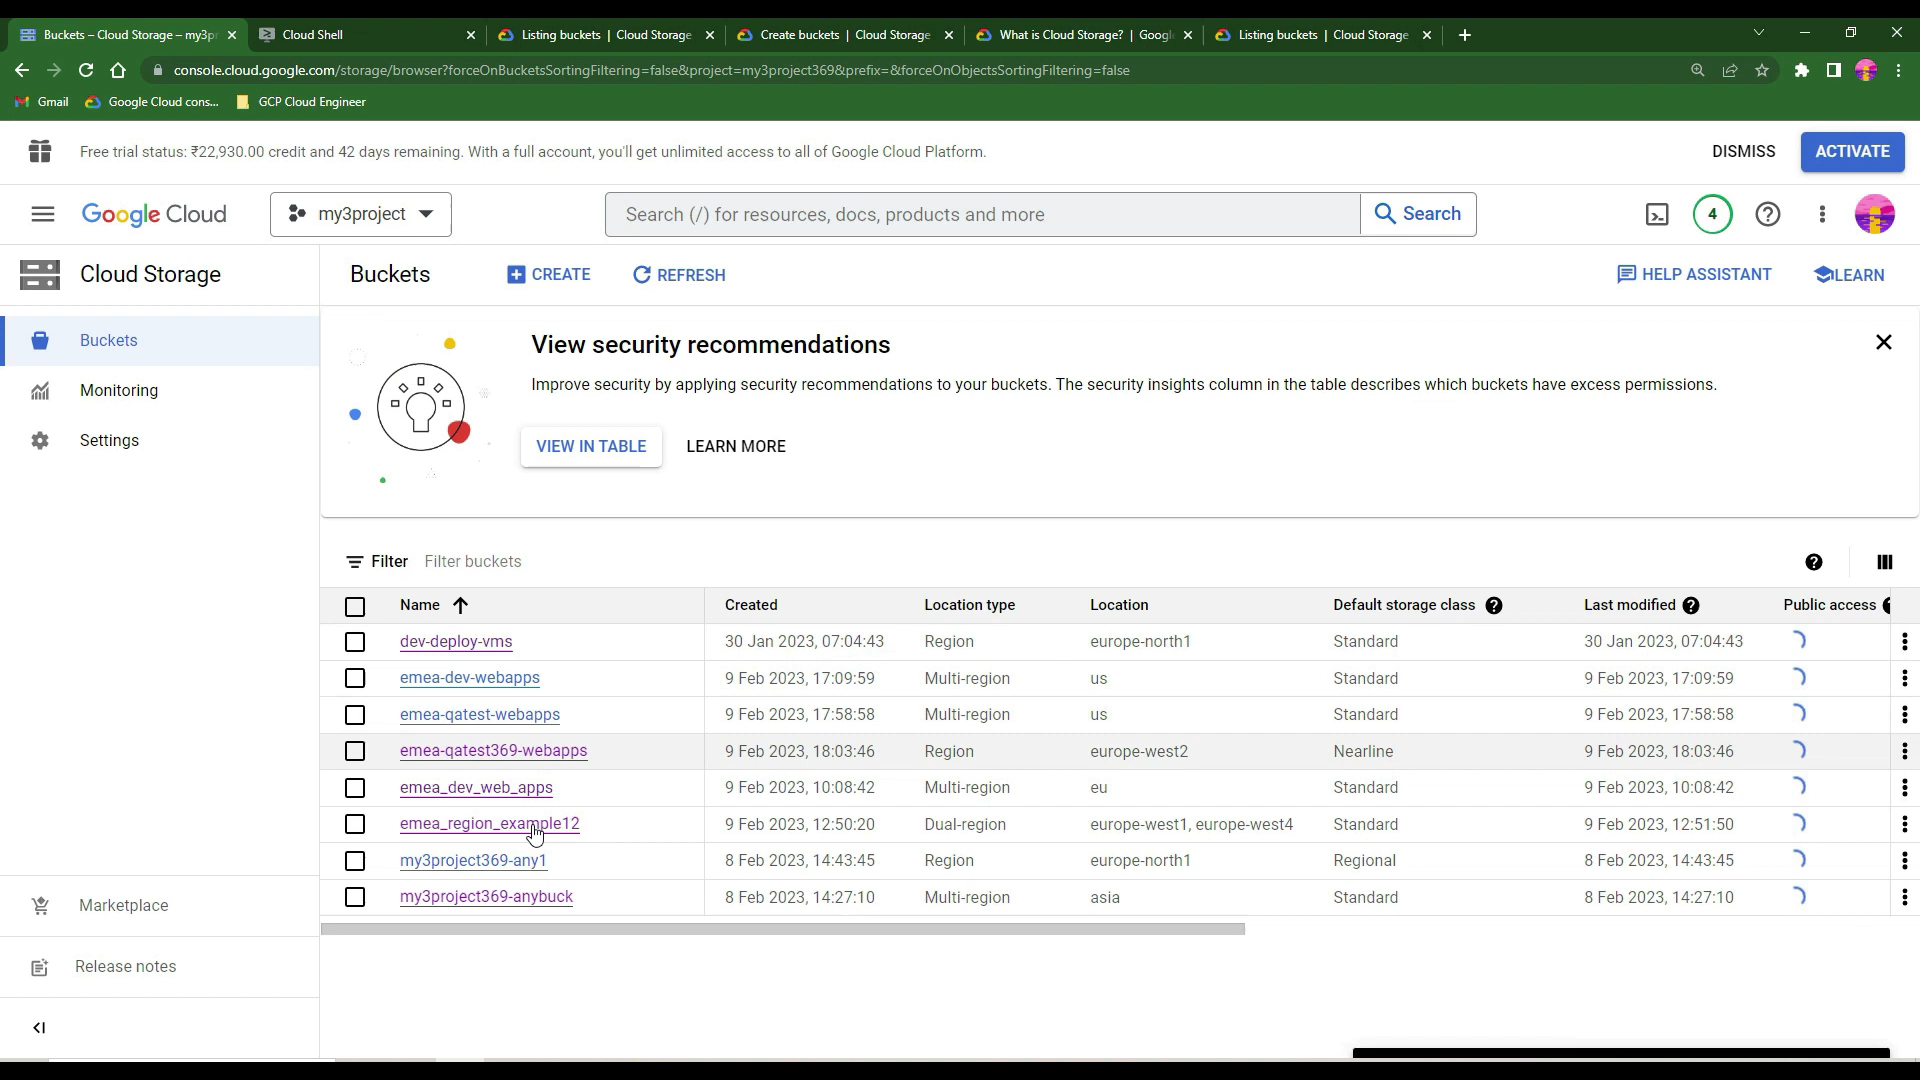 Buckets – Cloud Storage – my3pr
Cloud Shell
Listing buckets | Cloud Storage
Create buckets | Cloud Storage
What is Cloud Storage? | Googl
Listing buckets | Cloud Storage
console.cloud.google.com/storage/browser?forceOnBucketsSortingFiltering=false&project=my3project369&prefix=&forceOnObjectsSortingFiltering=false
Gmail Google Cloud cons... GCP Cloud Engineer
Free trial status: ₹22,930.00 credit and 42 days remaining. With a full account, you'll get unlimited access to all of Google Cloud Platform. DISMISS ACTIVATE
Google Cloud my3project Search (/) for resources, docs, products and more Search 4
Cloud Storage Buckets CREATE REFRESH HELP ASSISTANT LEARN
Buckets
Monitoring
Settings
View security recommendations
Improve security by applying security recommendations to your buckets. The security insights column in the table describes which buckets have excess permissions.
VIEW IN TABLE LEARN MORE
Filter Filter buckets
Name Created Location type Location Default storage class Last modified Public access
dev-deploy-vms 30 Jan 2023, 07:04:43 Region europe-north1 Standard 30 Jan 2023, 07:04:43
emea-dev-webapps 9 Feb 2023, 17:09:59 Multi-region us Standard 9 Feb 2023, 17:09:59
emea-qatest-webapps 9 Feb 2023, 17:58:58 Multi-region us Standard 9 Feb 2023, 17:58:58
emea-qatest369-webapps 9 Feb 2023, 18:03:46 Region europe-west2 Nearline 9 Feb 2023, 18:03:46
emea_dev_web_apps 9 Feb 2023, 10:08:42 Multi-region eu Standard 9 Feb 2023, 10:08:42
emea_region_example12 9 Feb 2023, 12:50:20 Dual-region europe-west1, europe-west4 Standard 9 Feb 2023, 12:51:50
my3project369-any1 8 Feb 2023, 14:43:45 Region europe-north1 Regional 8 Feb 2023, 14:43:45
my3project369-anybuck 8 Feb 2023, 14:27:10 Multi-region asia Standard 8 Feb 2023, 14:27:10
Marketplace
Release notes